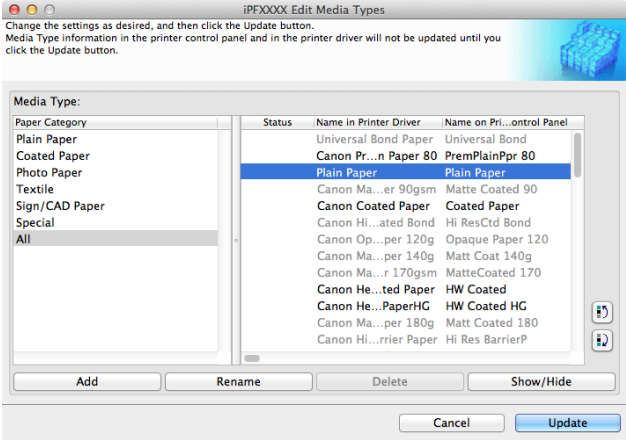 iPFXXXX Edit Media Types
Change the settings as desired, and then click the Update button.
Media Type information in the printer control panel and in the printer driver will not be updated until you
click the Update button.
Media Type:
Paper Category
Plain Paper
Coated Paper
Photo Paper
Textile
Sign/CAD Paper
Special
All
Status Name in Printer Driver Name on Pri...ontrol Panel
Universal Bond Paper Universal Bond
Canon Pr...n Paper 80 PremPlainPpr 80
Plain Paper Plain Paper
Canon Ma...er 90gsm Matte Coated 90
Canon Coated Paper Coated Paper
Canon Hi...ated Bond Hi ResCtd Bond
Canon Op...per 120g Opaque Paper 120
Canon Ma...per 140g Matt Coat 140g
Canon Ma...r 170gsm MatteCoated 170
Canon He...ted Paper HW Coated
Canon He...PaperHG HW Coated HG
Canon Ma...per 180g Matt Coated 180
Canon Hi...rrier Paper Hi Res BarrierP
Add Rename Delete Show/Hide
Cancel Update